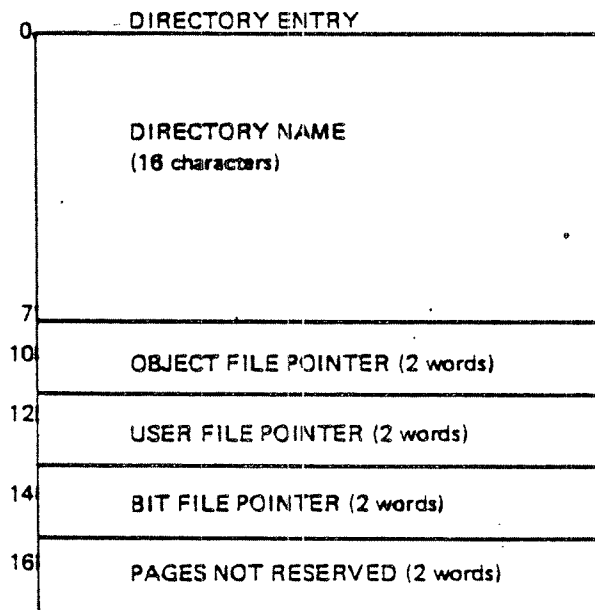 DIRECTORY ENTRY
0
DIRECTORY NAME
(16 characters)
7
10
OBJECT FILE POINTER (2 words)
12
USER FILE POINTER (2 words)
14
BIT FILE POINTER (2 words)
16
PAGES NOT RESERVED (2 words)